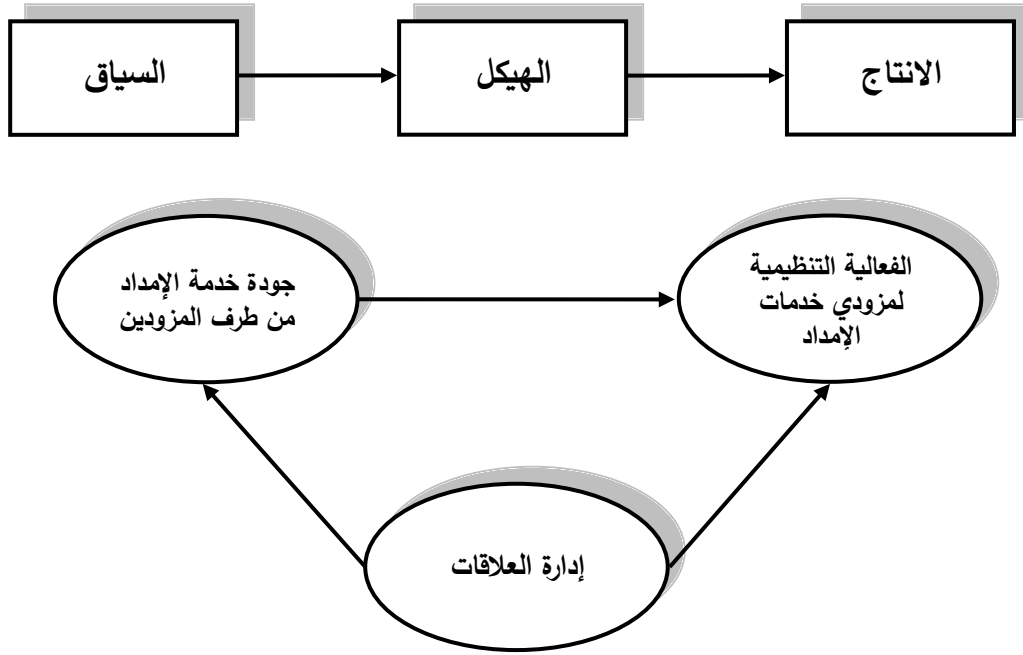 السياق
الهيكل
الانتاج
جودة خدمة الإمداد
من طرف المزودين
الفعالية التنظيمية
لمزودي خدمات
الإمداد
إدارة العلاقات